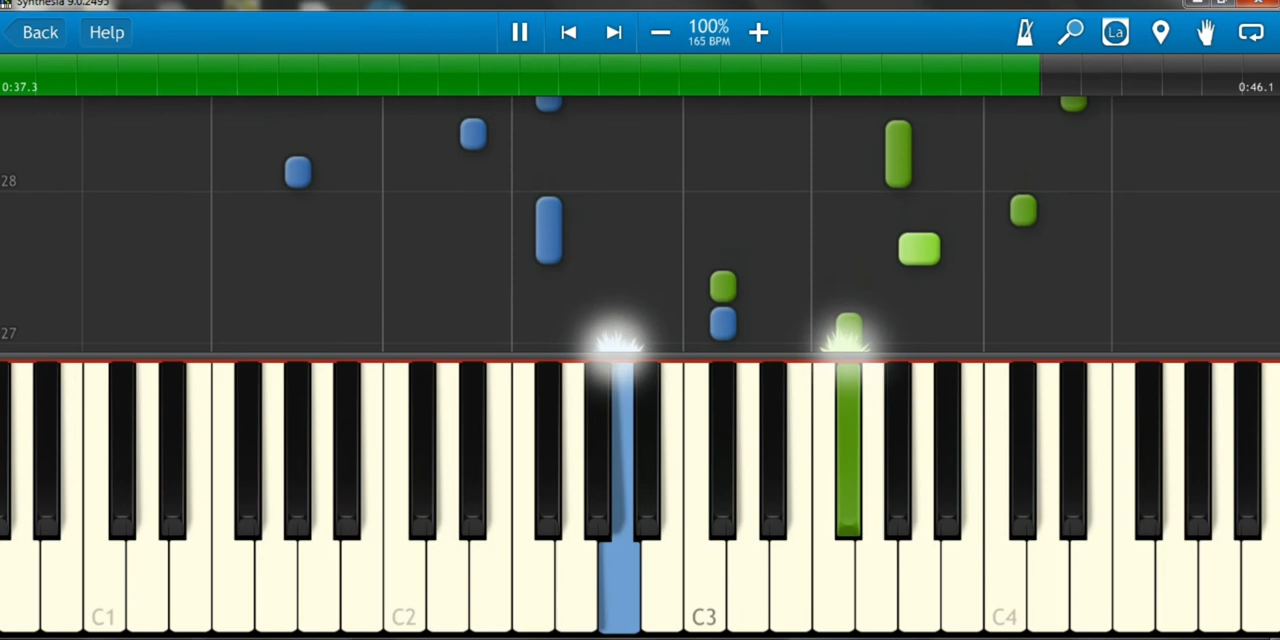 Synthesia 9.0.2495
Back
Help
100%
165 BPM
La
0:37.3
0:46.1
28
27
C1
C2
C3
C4